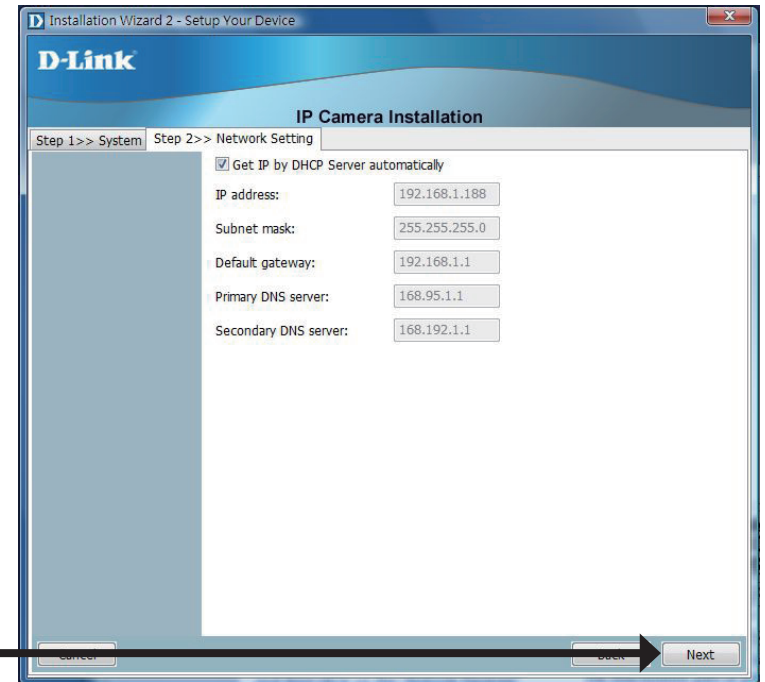 Installation Wizard 2 - Setup Your Device
D-Link
IP Camera Installation
Step 1>> System Step 2>> Network Setting
Get IP by DHCP Server automatically
IP address: 192.168.1.188
Subnet mask: 255.255.255.0
Default gateway: 192.168.1.1
Primary DNS server: 168.95.1.1
Secondary DNS server: 168.192.1.1
Cancel Back Next